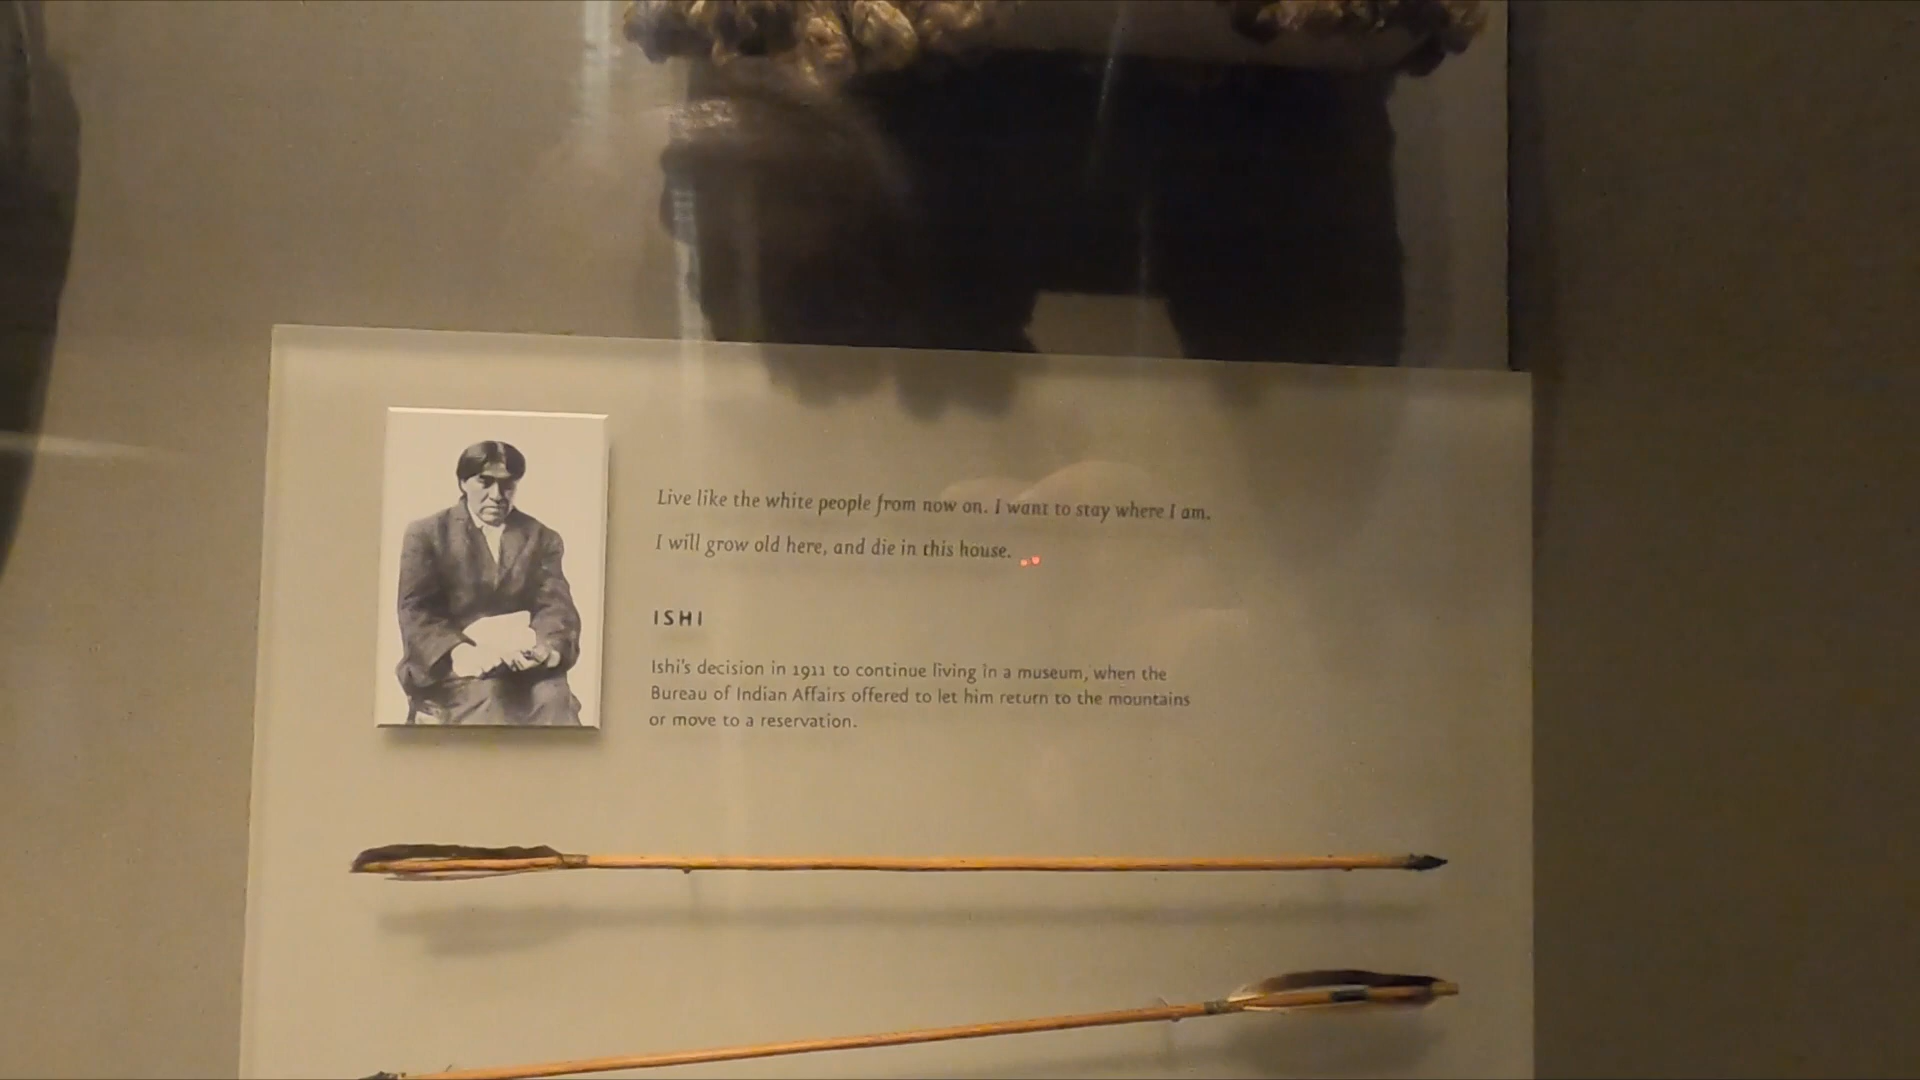 Live like the white people from now on. I want to stay where I am.
I will grow old here, and die in this house.
ISHI
Ishi's decision in 1911 to continue living in a museum, when the
Bureau of Indian Affairs offered to let him return to the mountains
or move to a reservation.